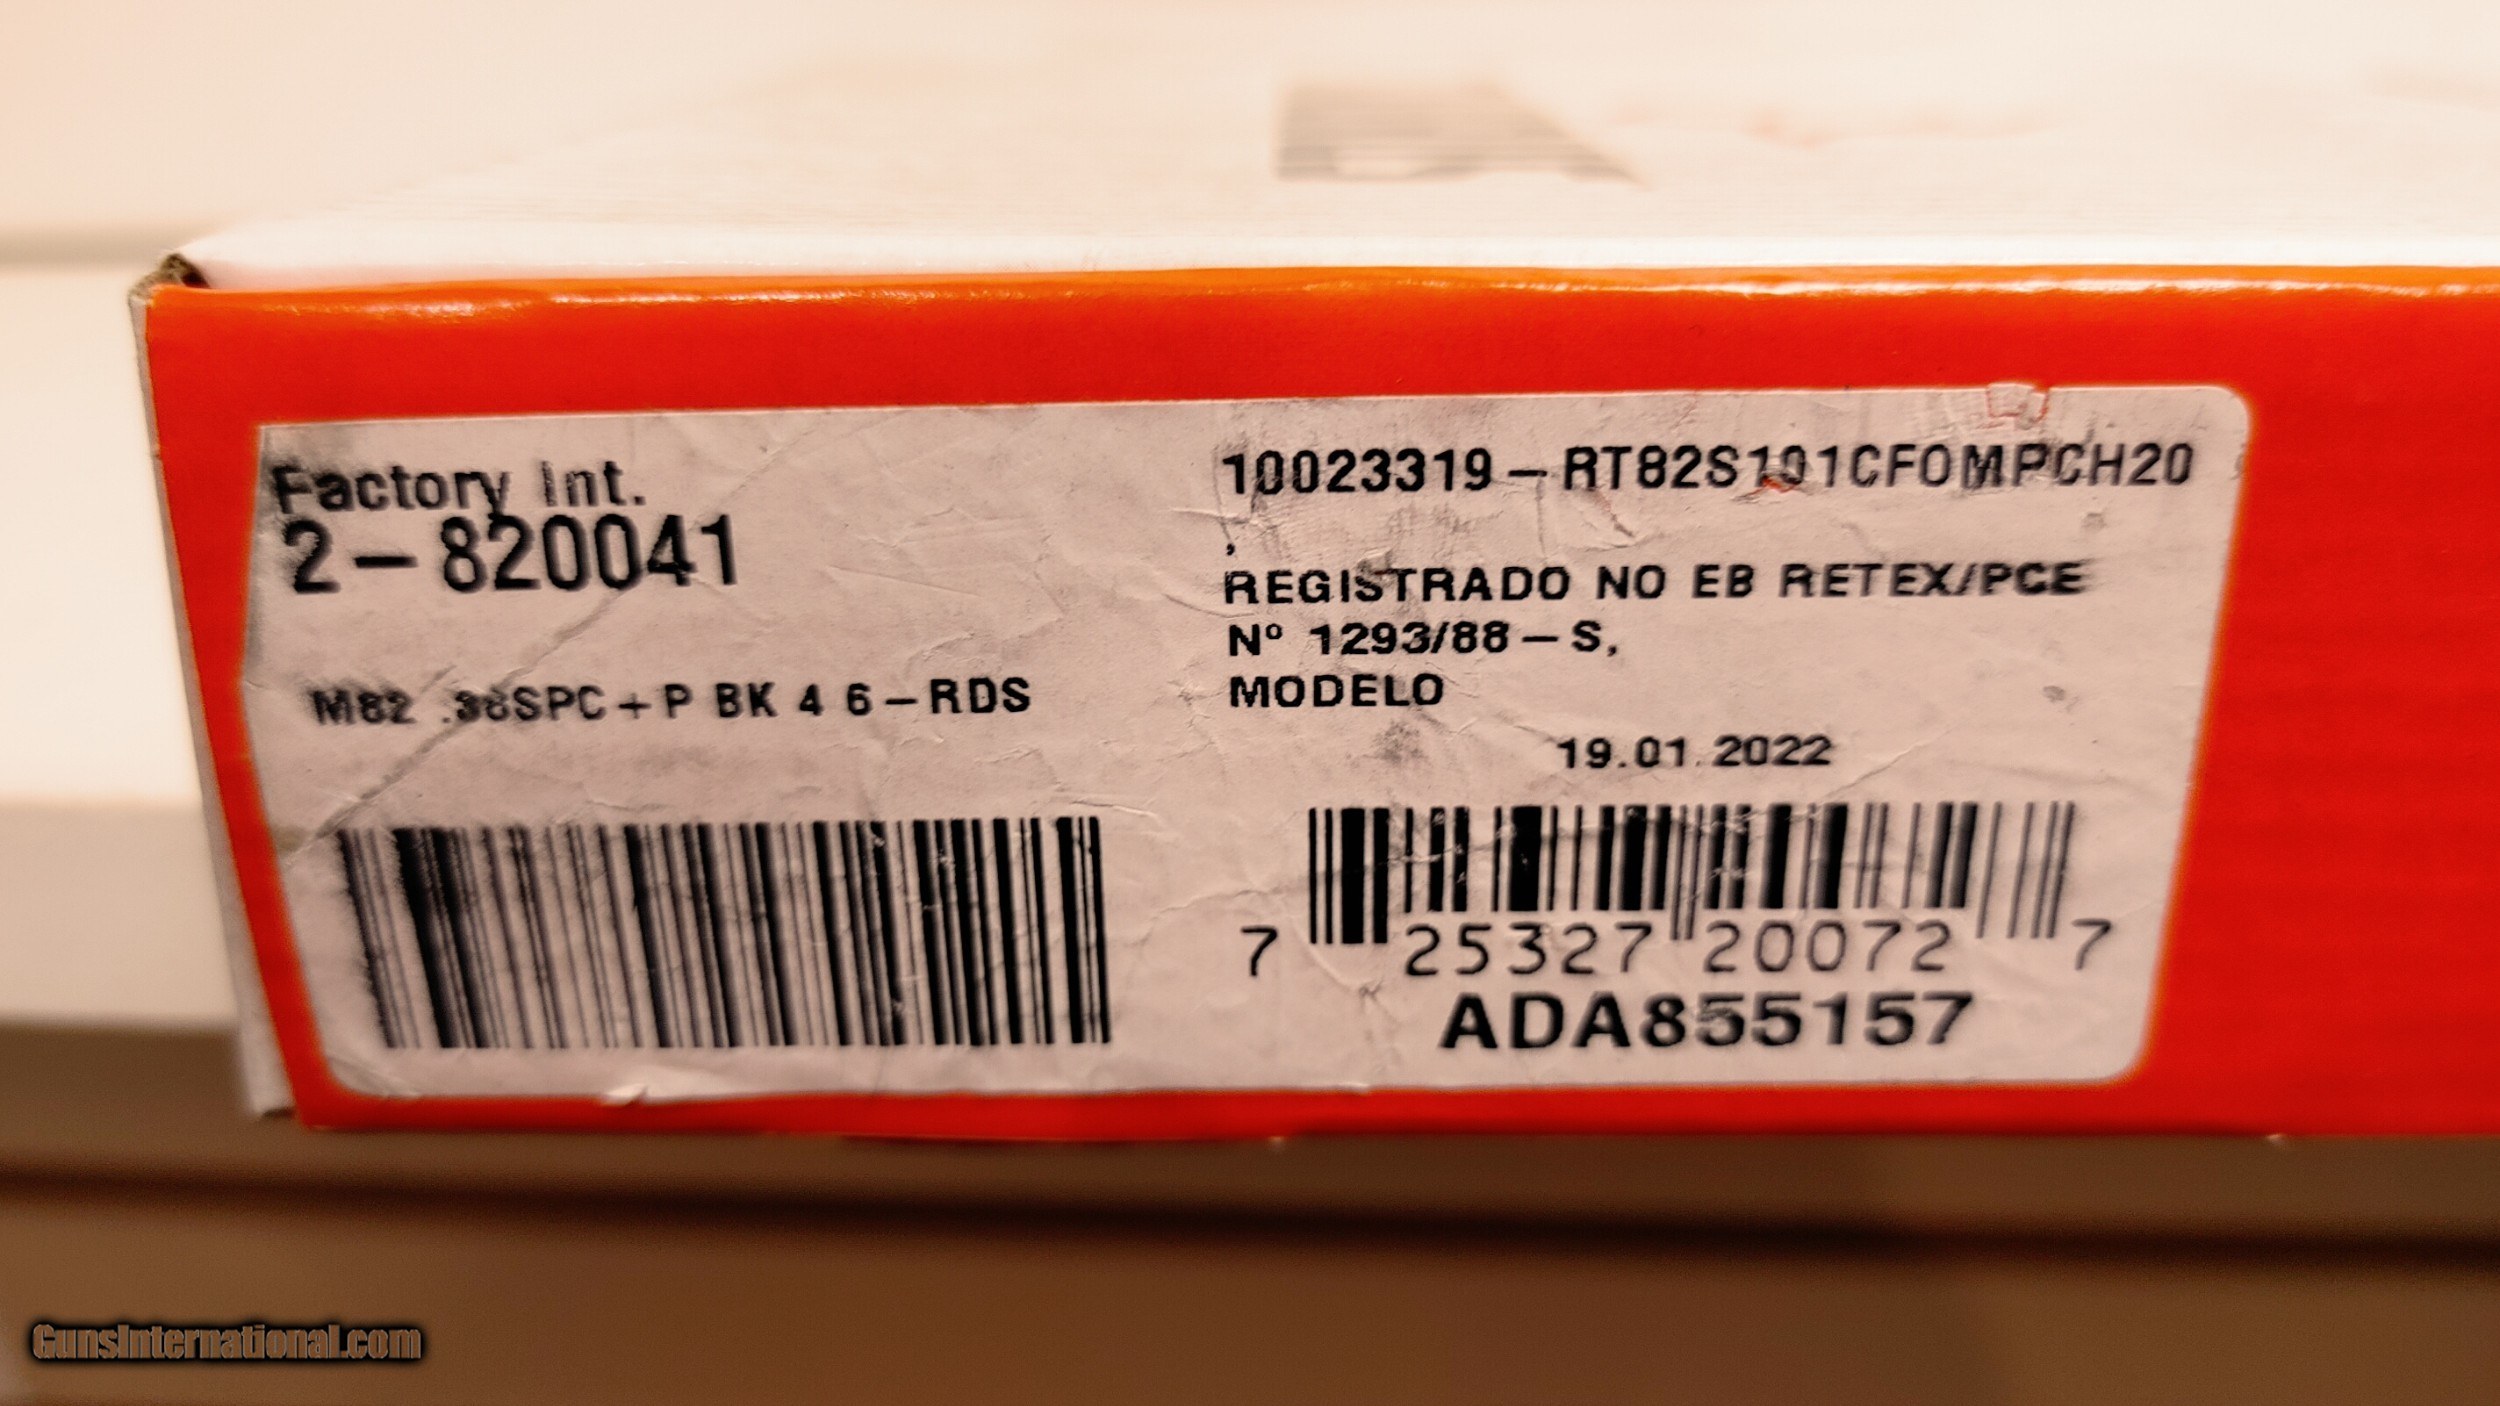 Factory Int.
2-820041
M82 .38SPC+P BK 4 6-RDS
10023319-RT82S101CFOMPCH20
,
REGISTRADO NO EB RETEX/PCE
Nº 1293/88-S,
MODELO
19.01.2022
7 25327 20072 7
ADA855157
GunsInternational.com